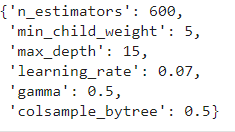 {'n_estimators': 600,
 'min_child_weight': 5,
 'max_depth': 15,
 'learning_rate': 0.07,
 'gamma': 0.5,
 'colsample_bytree': 0.5}